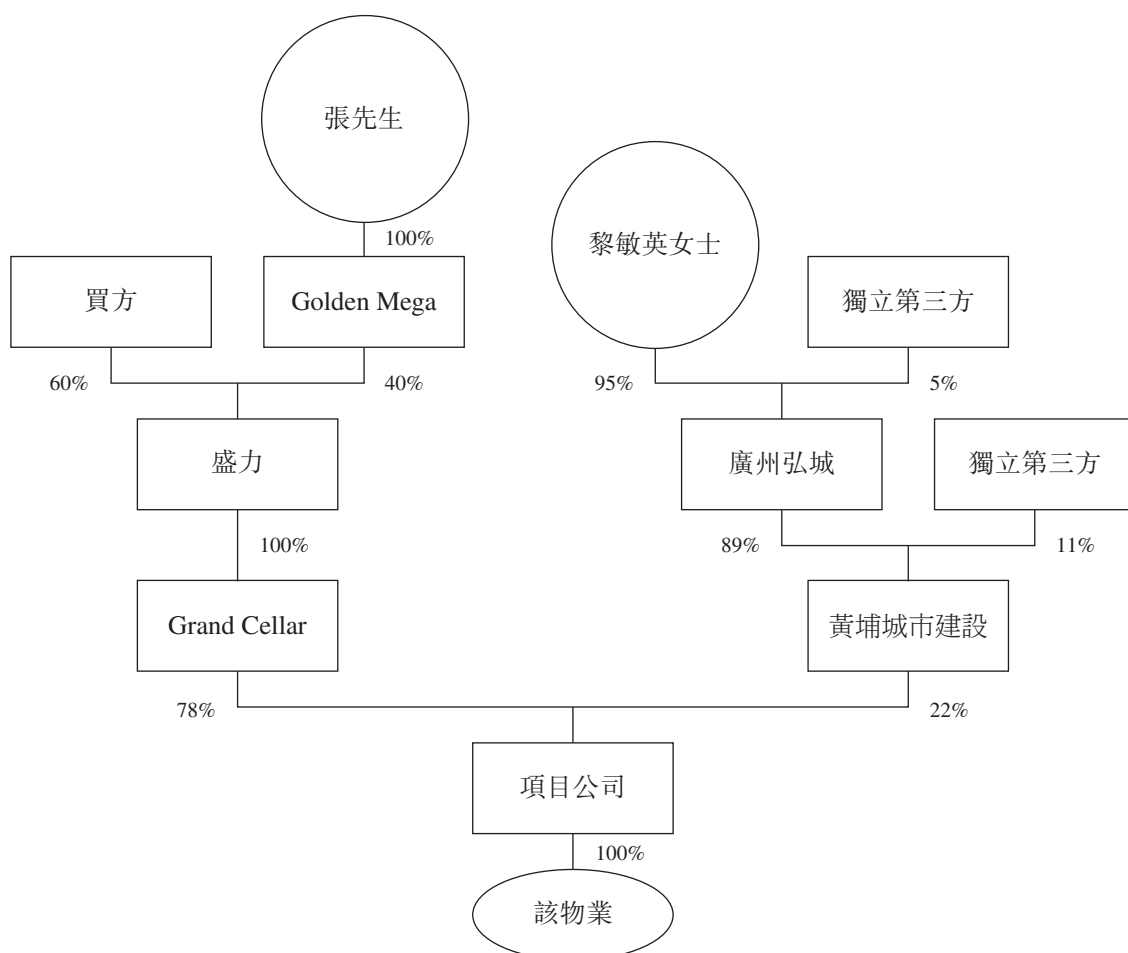 張先生
100%
黎敏英女士
買方
Golden Mega
獨立第三方
60%
40%
95%
5%
盛力
廣州弘城
獨立第三方
100%
89%
11%
Grand Cellar
黃埔城市建設
78%
22%
項目公司
100%
該物業